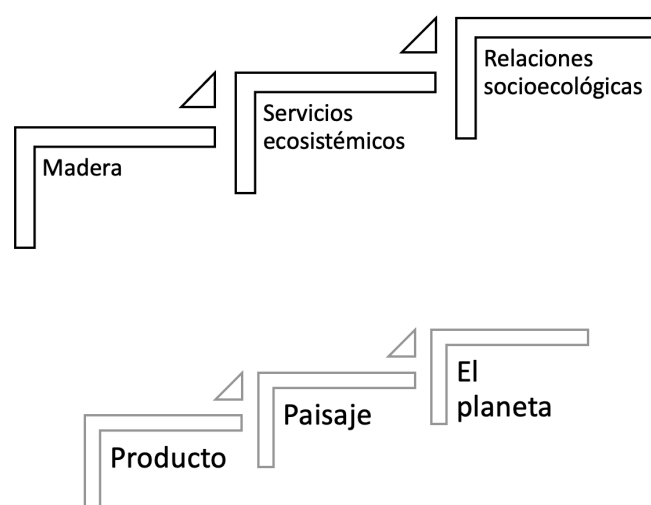 Relaciones
socioecológicas
Servicios
ecosistémicos
Madera
El
planeta
Paisaje
Producto